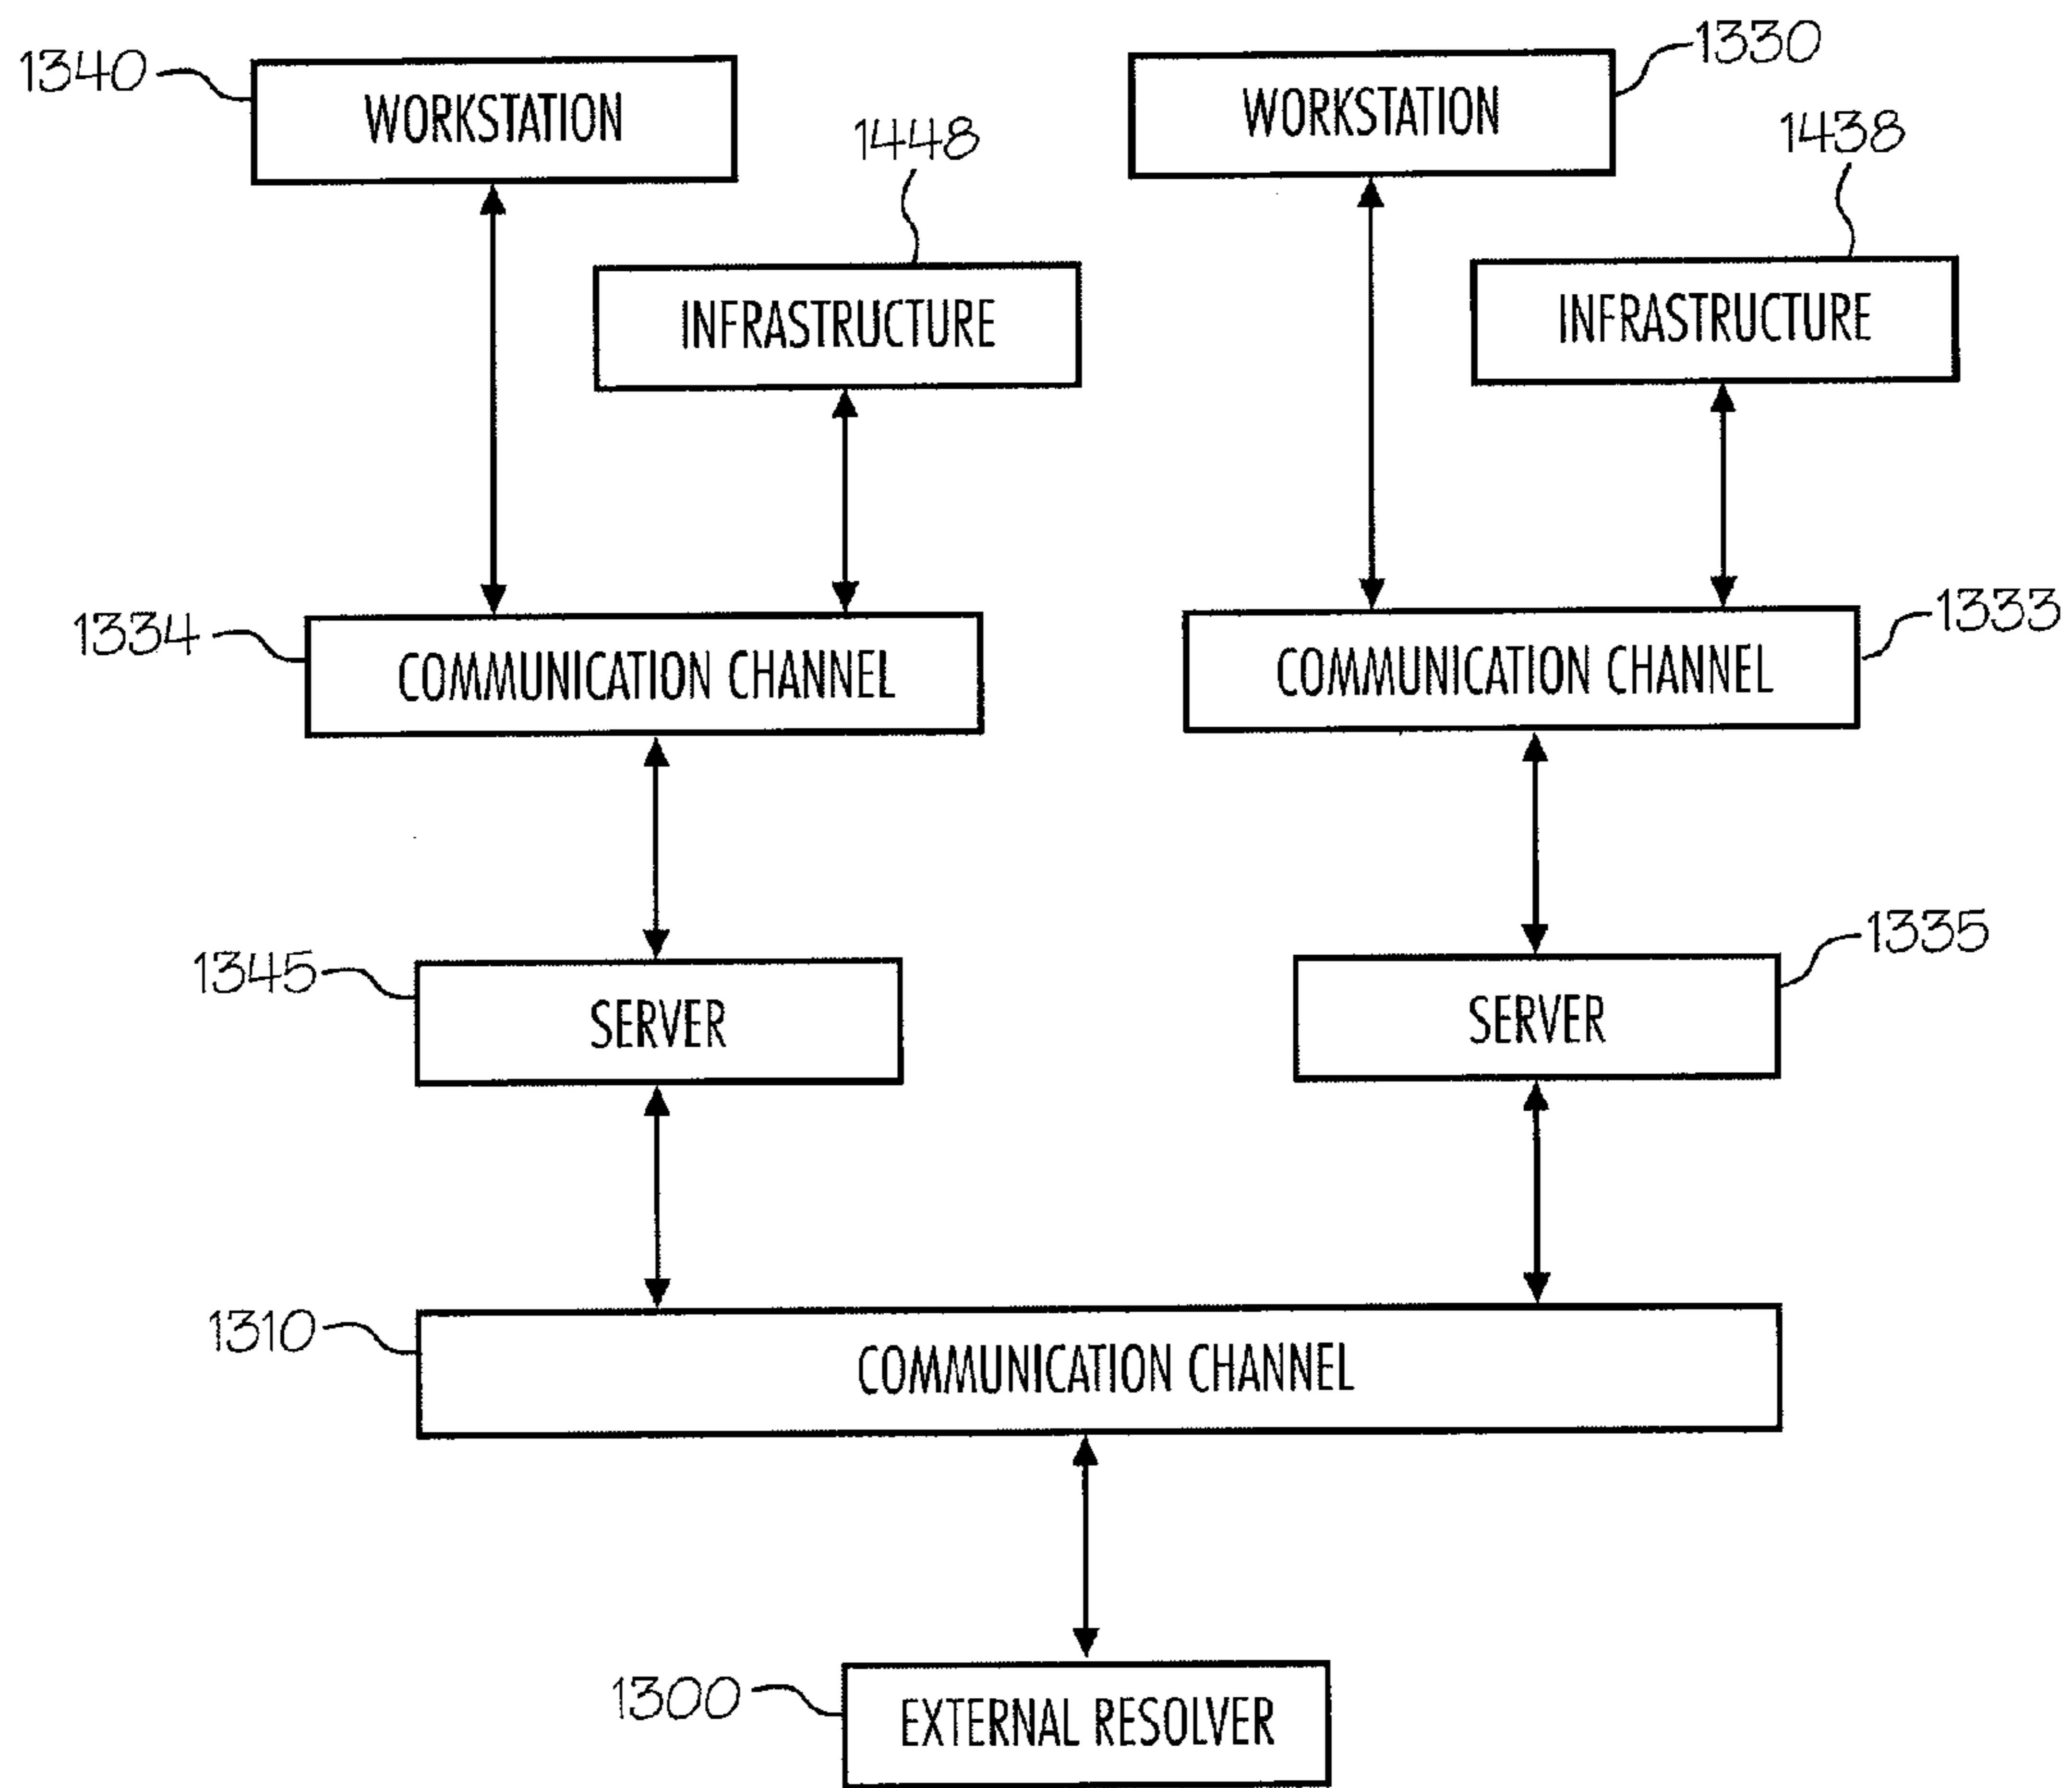 1340
WORKSTATION
1330
WORKSTATION
1448
INFRASTRUCTURE
1438
INFRASTRUCTURE
1334
COMMUNICATION CHANNEL
1333
COMMUNICATION CHANNEL
1345
SERVER
1335
SERVER
1310
COMMUNICATION CHANNEL
1300
EXTERNAL RESOLVER